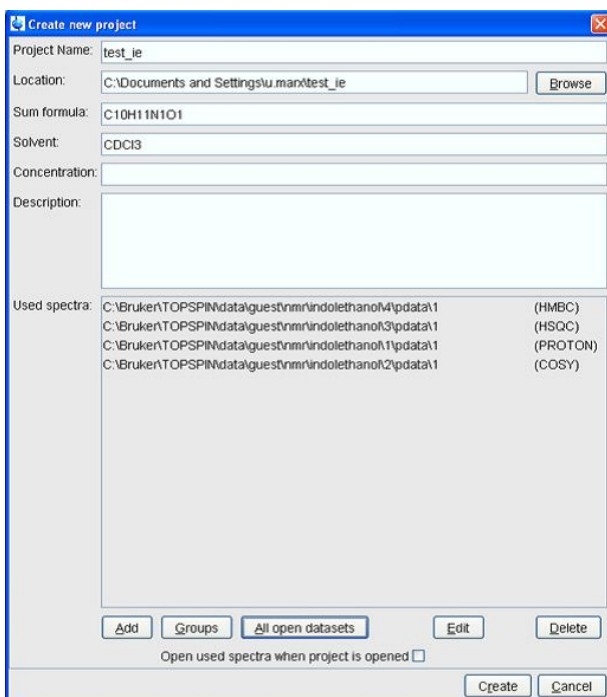 Create new project
Project Name: test_ie
Location: C:\Documents and Settings\u.marx\test_ie Browse
Sum formula: C10H11N1O1
Solvent: CDCl3
Concentration:
Description:
Used spectra: C:\Bruker\TOPSPIN\data\guest\nmr\indolethanol\4\pdata\1 (HMBC)
C:\Bruker\TOPSPIN\data\guest\nmr\indolethanol\3\pdata\1 (HSQC)
C:\Bruker\TOPSPIN\data\guest\nmr\indolethanol\1\pdata\1 (PROTON)
C:\Bruker\TOPSPIN\data\guest\nmr\indolethanol\2\pdata\1 (COSY)
Add Groups All open datasets Edit Delete
Open used spectra when project is opened
Create Cancel